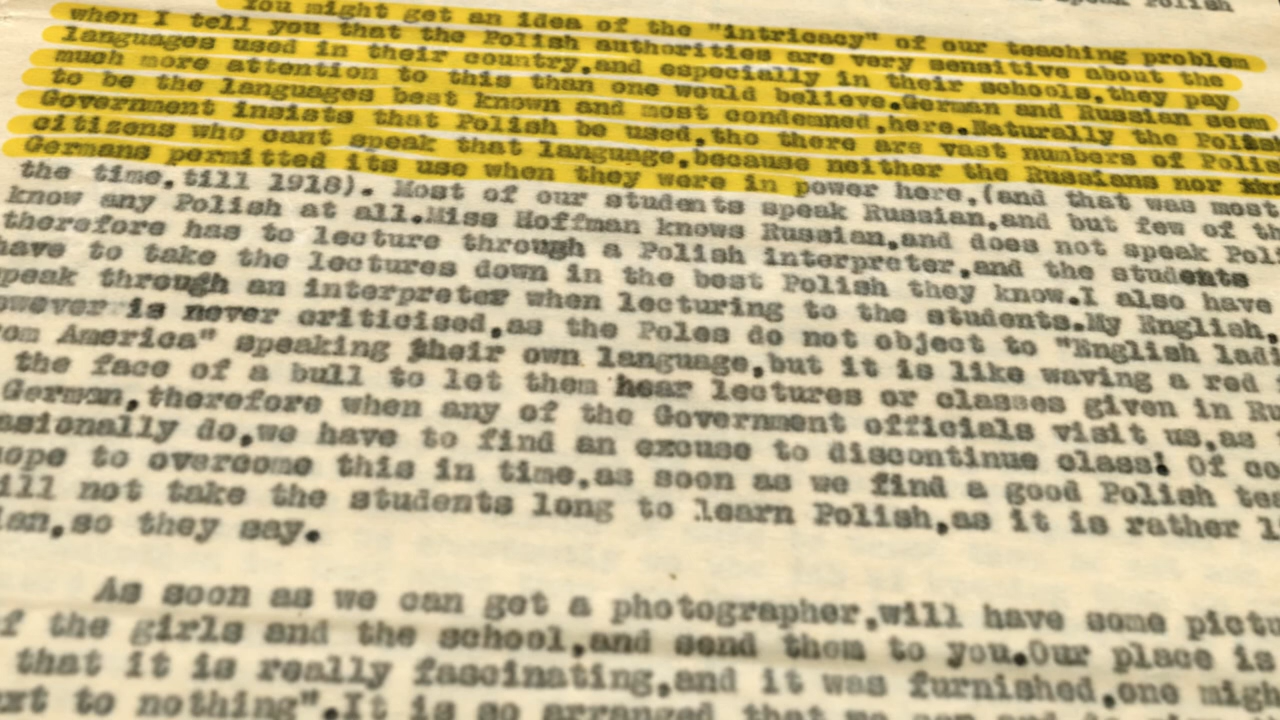 speak Polish
You might get an idea of the "intricacy" of our teaching problem
when I tell you that the Polish authorities are very sensitive about the
languages used in their country,and especially in their schools,they pay
much more attention to this than one would believe.German and Russian seem
to be the languages best known and most condemned,here.Naturally the Polish
Government insists that Polish be used,tho there are vast numbers of Polis
citizens who cant speak that language,because neither the Russians nor
Germans permitted its use when they were in power here,(and that was most
the time,till 1918). Most of our students speak Russian,and but few of th
know any Polish at all.Miss Hoffman knows Russian,and does not speak Poli
therefore has to lecture through a Polish interpreter,and the students
have to take the lectures down in the best Polish they know.I also have
speak through an interpreter when lecturing to the students.My English,
owever is never criticised,as the Poles do not object to "English ladi
om America" speaking their own language,but it is like waving a red
the face of a bull to let them hear lectures or classes given in Ru
German,therefore when any of the Government officials visit us,as
asionally do,we have to find an excuse to discontinue class! Of co
hope to overcome this in time,as soon as we find a good Polish tea
ill not take the students long to learn Polish,as it is rather li
ian,so they say.
As soon as we can get a photographer,will have some pictu
f the girls and the school,and send them to you.Our place is
that it is really fascinating,and it was furnished,one migh
ext to nothing".It is so arranged that we can